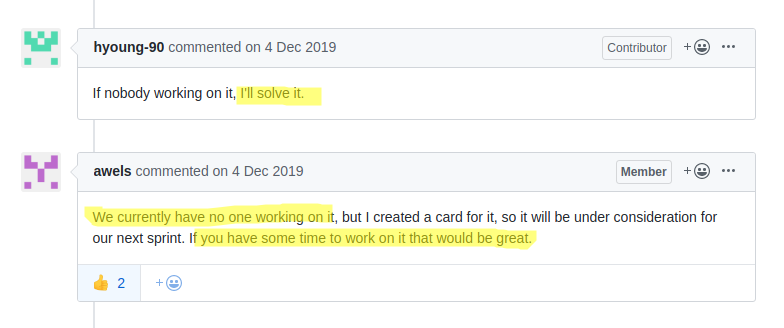 hyoung-90 commented on 4 Dec 2019 Contributor
If nobody working on it, I'll solve it.
awels commented on 4 Dec 2019 Member
We currently have no one working on it, but I created a card for it, so it will be under consideration for
our next sprint. If you have some time to work on it that would be great.
2